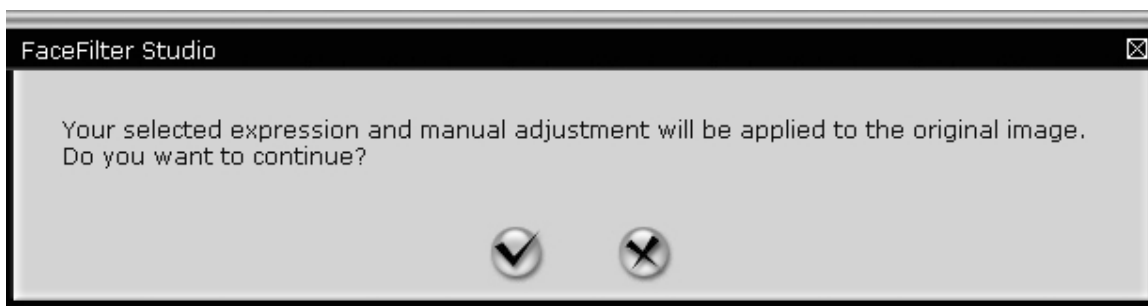 FaceFilter Studio
Your selected expression and manual adjustment will be applied to the original image.
Do you want to continue?